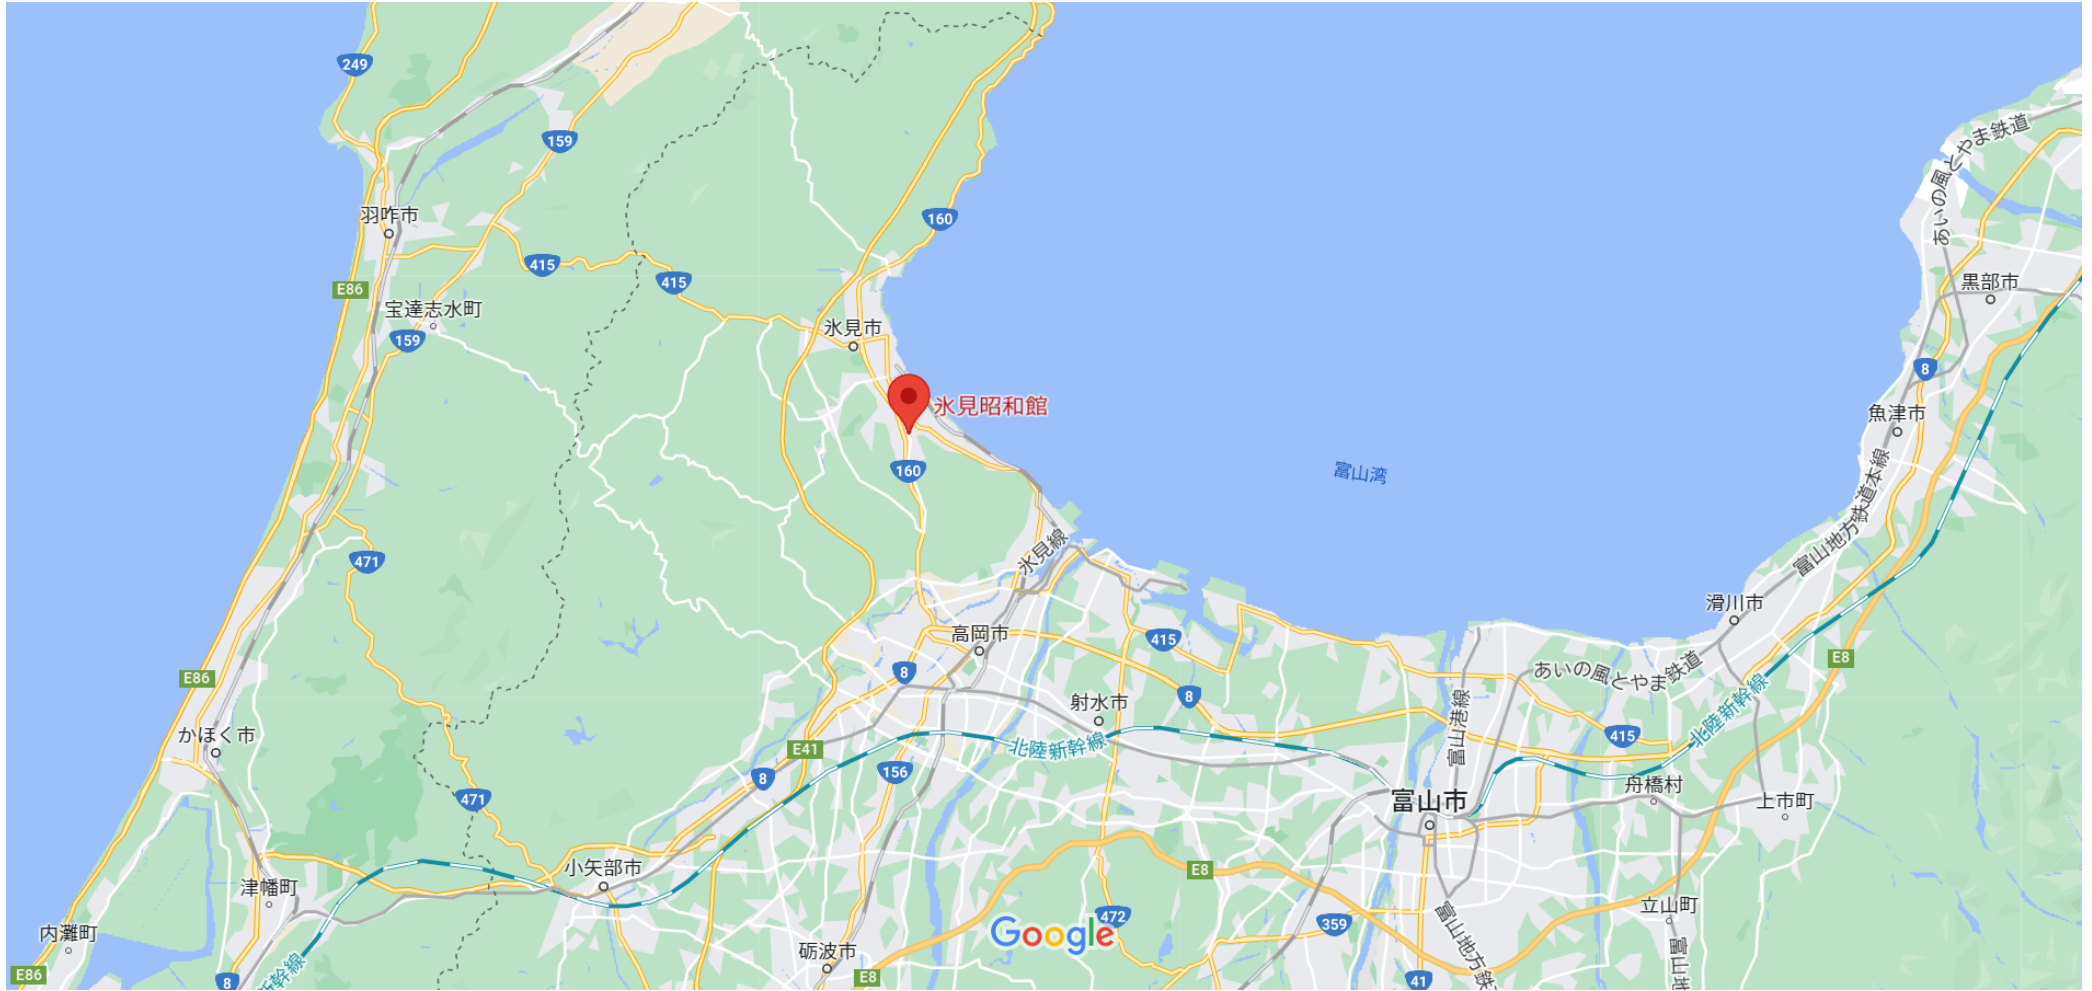 249
159
羽咋市
160
415
415
E86
宝達志水町
159
氷見市
氷見昭和館
160
富山湾
あいの風とやま鉄道
黒部市
8
魚津市
富山地方鉄道本線
471
氷見線
滑川市
高岡市
415
8
8
射水市
E8
あいの風とやま鉄道
北陸新幹線
富山港線
E86
かほく市
E41
北陸新幹線
415
8
156
471
富山市
舟橋村
上市町
小矢部市
E8
津幡町
472
359
立山町
内灘町
Google
砺波市
富山地方鉄
富山地
E86
8
新幹線
E8
41